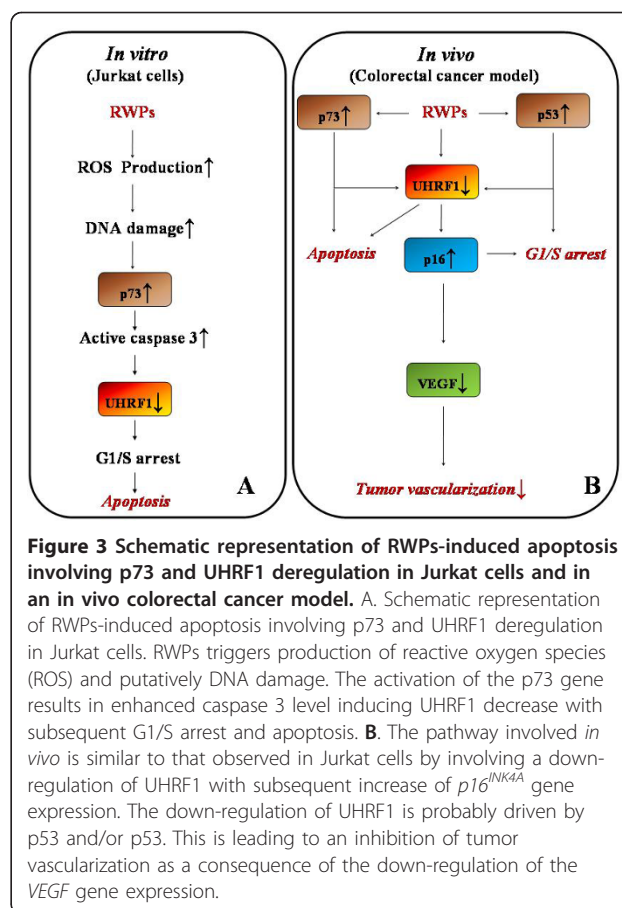 In vitro
(Jurkat cells)
RWPs
ROS Production↑
DNA damage↑
p73↑
Active caspase 3↑
UHRF1↓
G1/S arrest
Apoptosis
A
In vivo
(Colorectal cancer model)
p73↑
RWPs
p53↑
UHRF1↓
Apoptosis
p16↑
G1/S arrest
VEGF↓
Tumor vascularization↓
B
Figure 3 Schematic representation of RWPs-induced apoptosis
involving p73 and UHRF1 deregulation in Jurkat cells and in
an in vivo colorectal cancer model. A. Schematic representation
of RWPs-induced apoptosis involving p73 and UHRF1 deregulation
in Jurkat cells. RWPs triggers production of reactive oxygen species
(ROS) and putatively DNA damage. The activation of the p73 gene
results in enhanced caspase 3 level inducing UHRF1 decrease with
subsequent G1/S arrest and apoptosis. B. The pathway involved in
vivo is similar to that observed in Jurkat cells by involving a down-
regulation of UHRF1 with subsequent increase of p16^INK4A gene
expression. The down-regulation of UHRF1 is probably driven by
p53 and/or p53. This is leading to an inhibition of tumor
vascularization as a consequence of the down-regulation of the
VEGF gene expression.